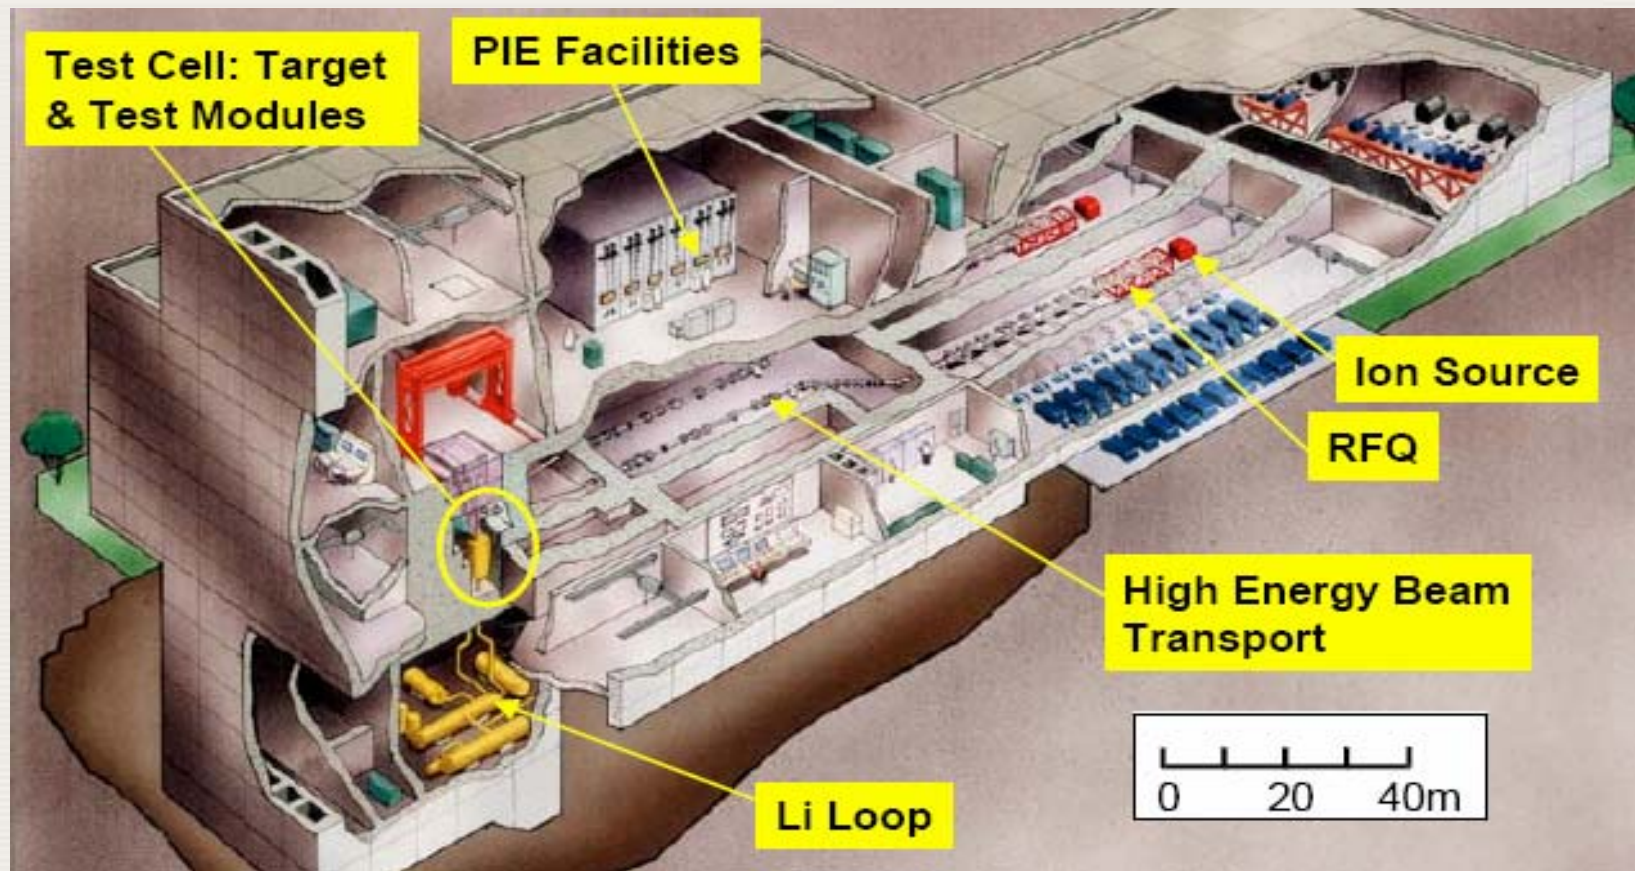 Test Cell: Target
& Test Modules
PIE Facilities
Ion Source
RFQ
High Energy Beam
Transport
Li Loop
0 20 40m